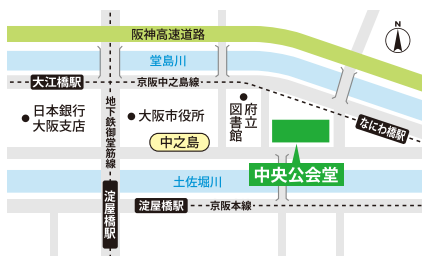 阪神高速道路
N
堂島川
大江橋駅
京阪中之島線
日本銀行
大阪支店
地下鉄御堂筋線
大阪市役所
中之島
府立
図書館
なにわ橋駅
中央公会堂
土佐堀川
淀屋橋駅
淀屋橋駅
京阪本線